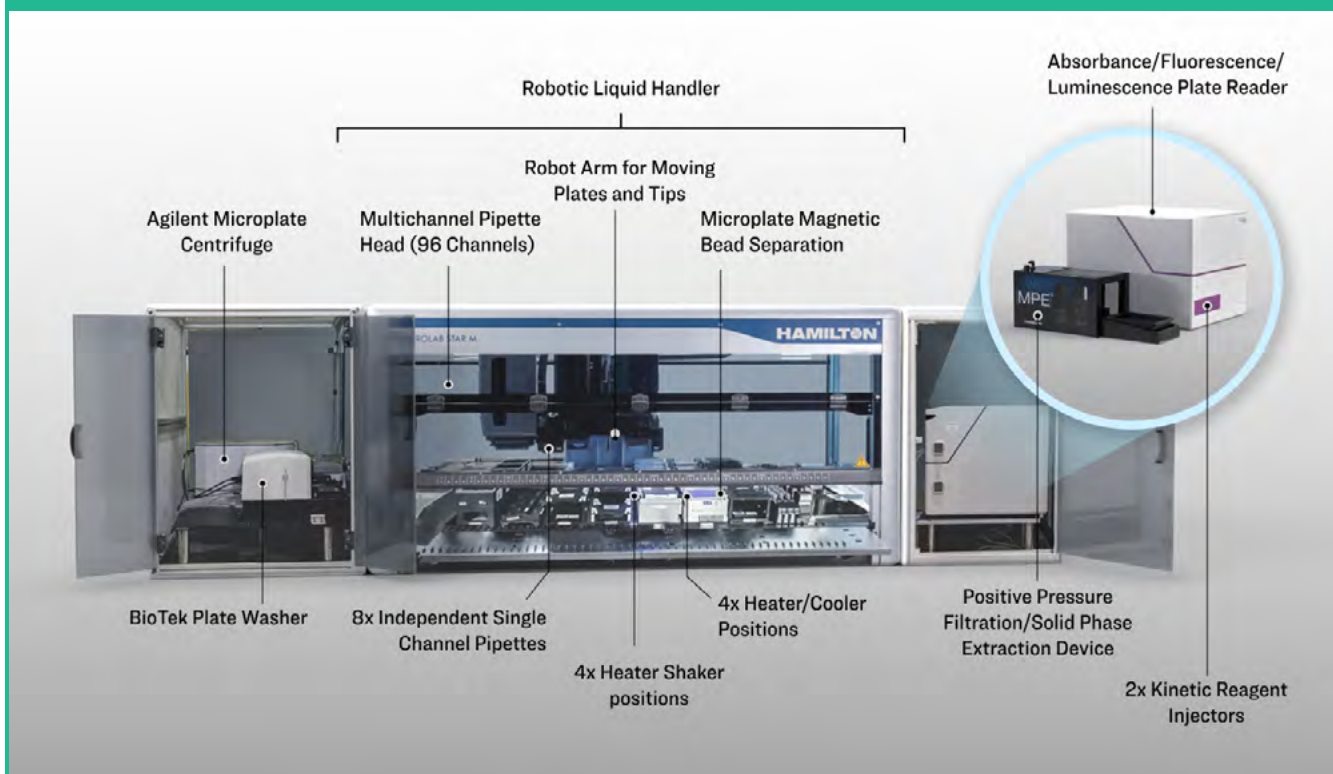 Absorbance/Fluorescence/
Luminescence Plate Reader
Robotic Liquid Handler
Robot Arm for Moving
Plates and Tips
Agilent Microplate
Centrifuge
Multichannel Pipette
Head (96 Channels)
Microplate Magnetic
Bead Separation
MPE
ROLAB STAR M
HAMILTON
BioTek Plate Washer
8x Independent Single
Channel Pipettes
4x Heater Shaker
positions
4x Heater/Cooler
Positions
Positive Pressure
Filtration/Solid Phase
Extraction Device
2x Kinetic Reagent
Injectors